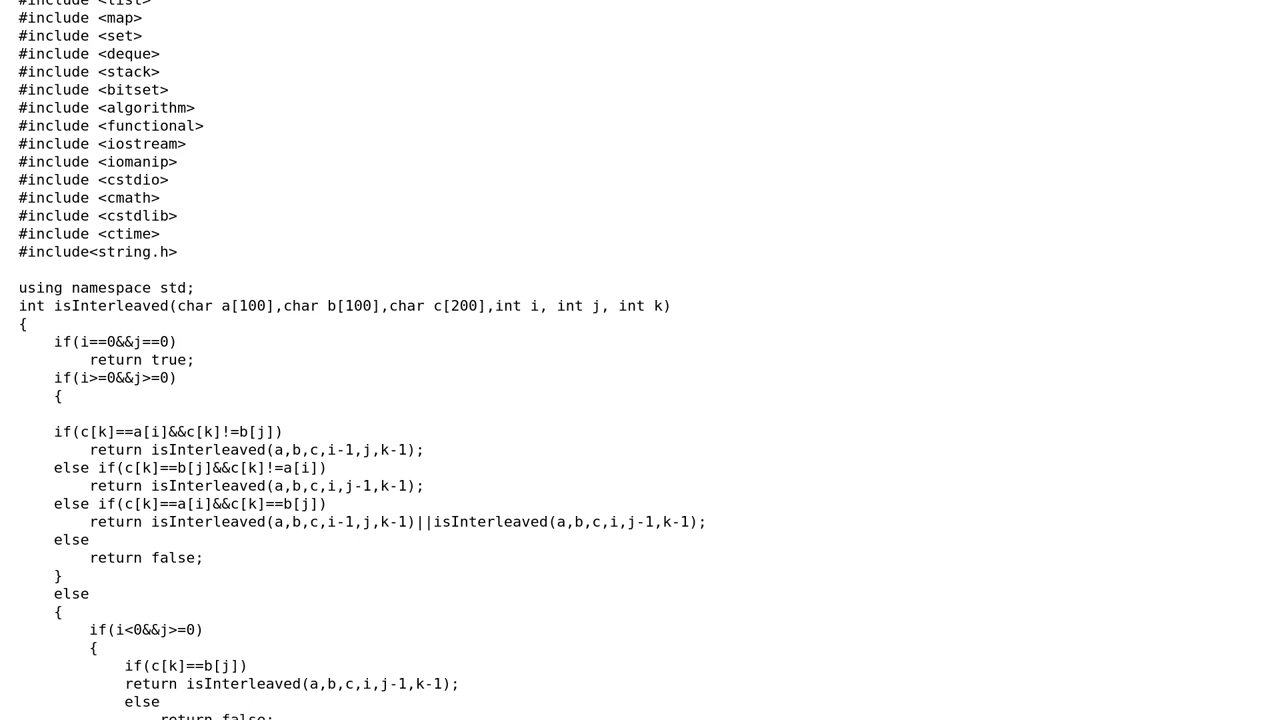 #include <list>
#include <map>
#include <set>
#include <deque>
#include <stack>
#include <bitset>
#include <algorithm>
#include <functional>
#include <iostream>
#include <iomanip>
#include <cstdio>
#include <cmath>
#include <cstdlib>
#include <ctime>
#include<string.h>

using namespace std;
int isInterleaved(char a[100],char b[100],char c[200],int i, int j, int k)
{
    if(i==0&&j==0)
        return true;
    if(i>=0&&j>=0)
    {

    if(c[k]==a[i]&&c[k]!=b[j])
        return isInterleaved(a,b,c,i-1,j,k-1);
    else if(c[k]==b[j]&&c[k]!=a[i])
        return isInterleaved(a,b,c,i,j-1,k-1);
    else if(c[k]==a[i]&&c[k]==b[j])
        return isInterleaved(a,b,c,i-1,j,k-1)||isInterleaved(a,b,c,i,j-1,k-1);
    else
        return false;
    }
    else
    {
        if(i<0&&j>=0)
        {
            if(c[k]==b[j])
            return isInterleaved(a,b,c,i,j-1,k-1);
            else
                return false;